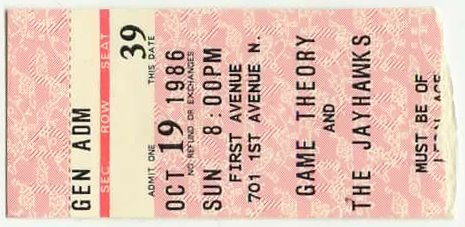 GEN ADM
SEC. ROW SEAT
39
ADMIT ONE THIS DATE
OCT 19 1986
NO REFUND OR EXCHANGES
SUN 8:00PM
FIRST AVENUE
701 1ST AVENUE N.
GAME THEORY
AND
THE JAYHAWKS
MUST BE OF
AGE